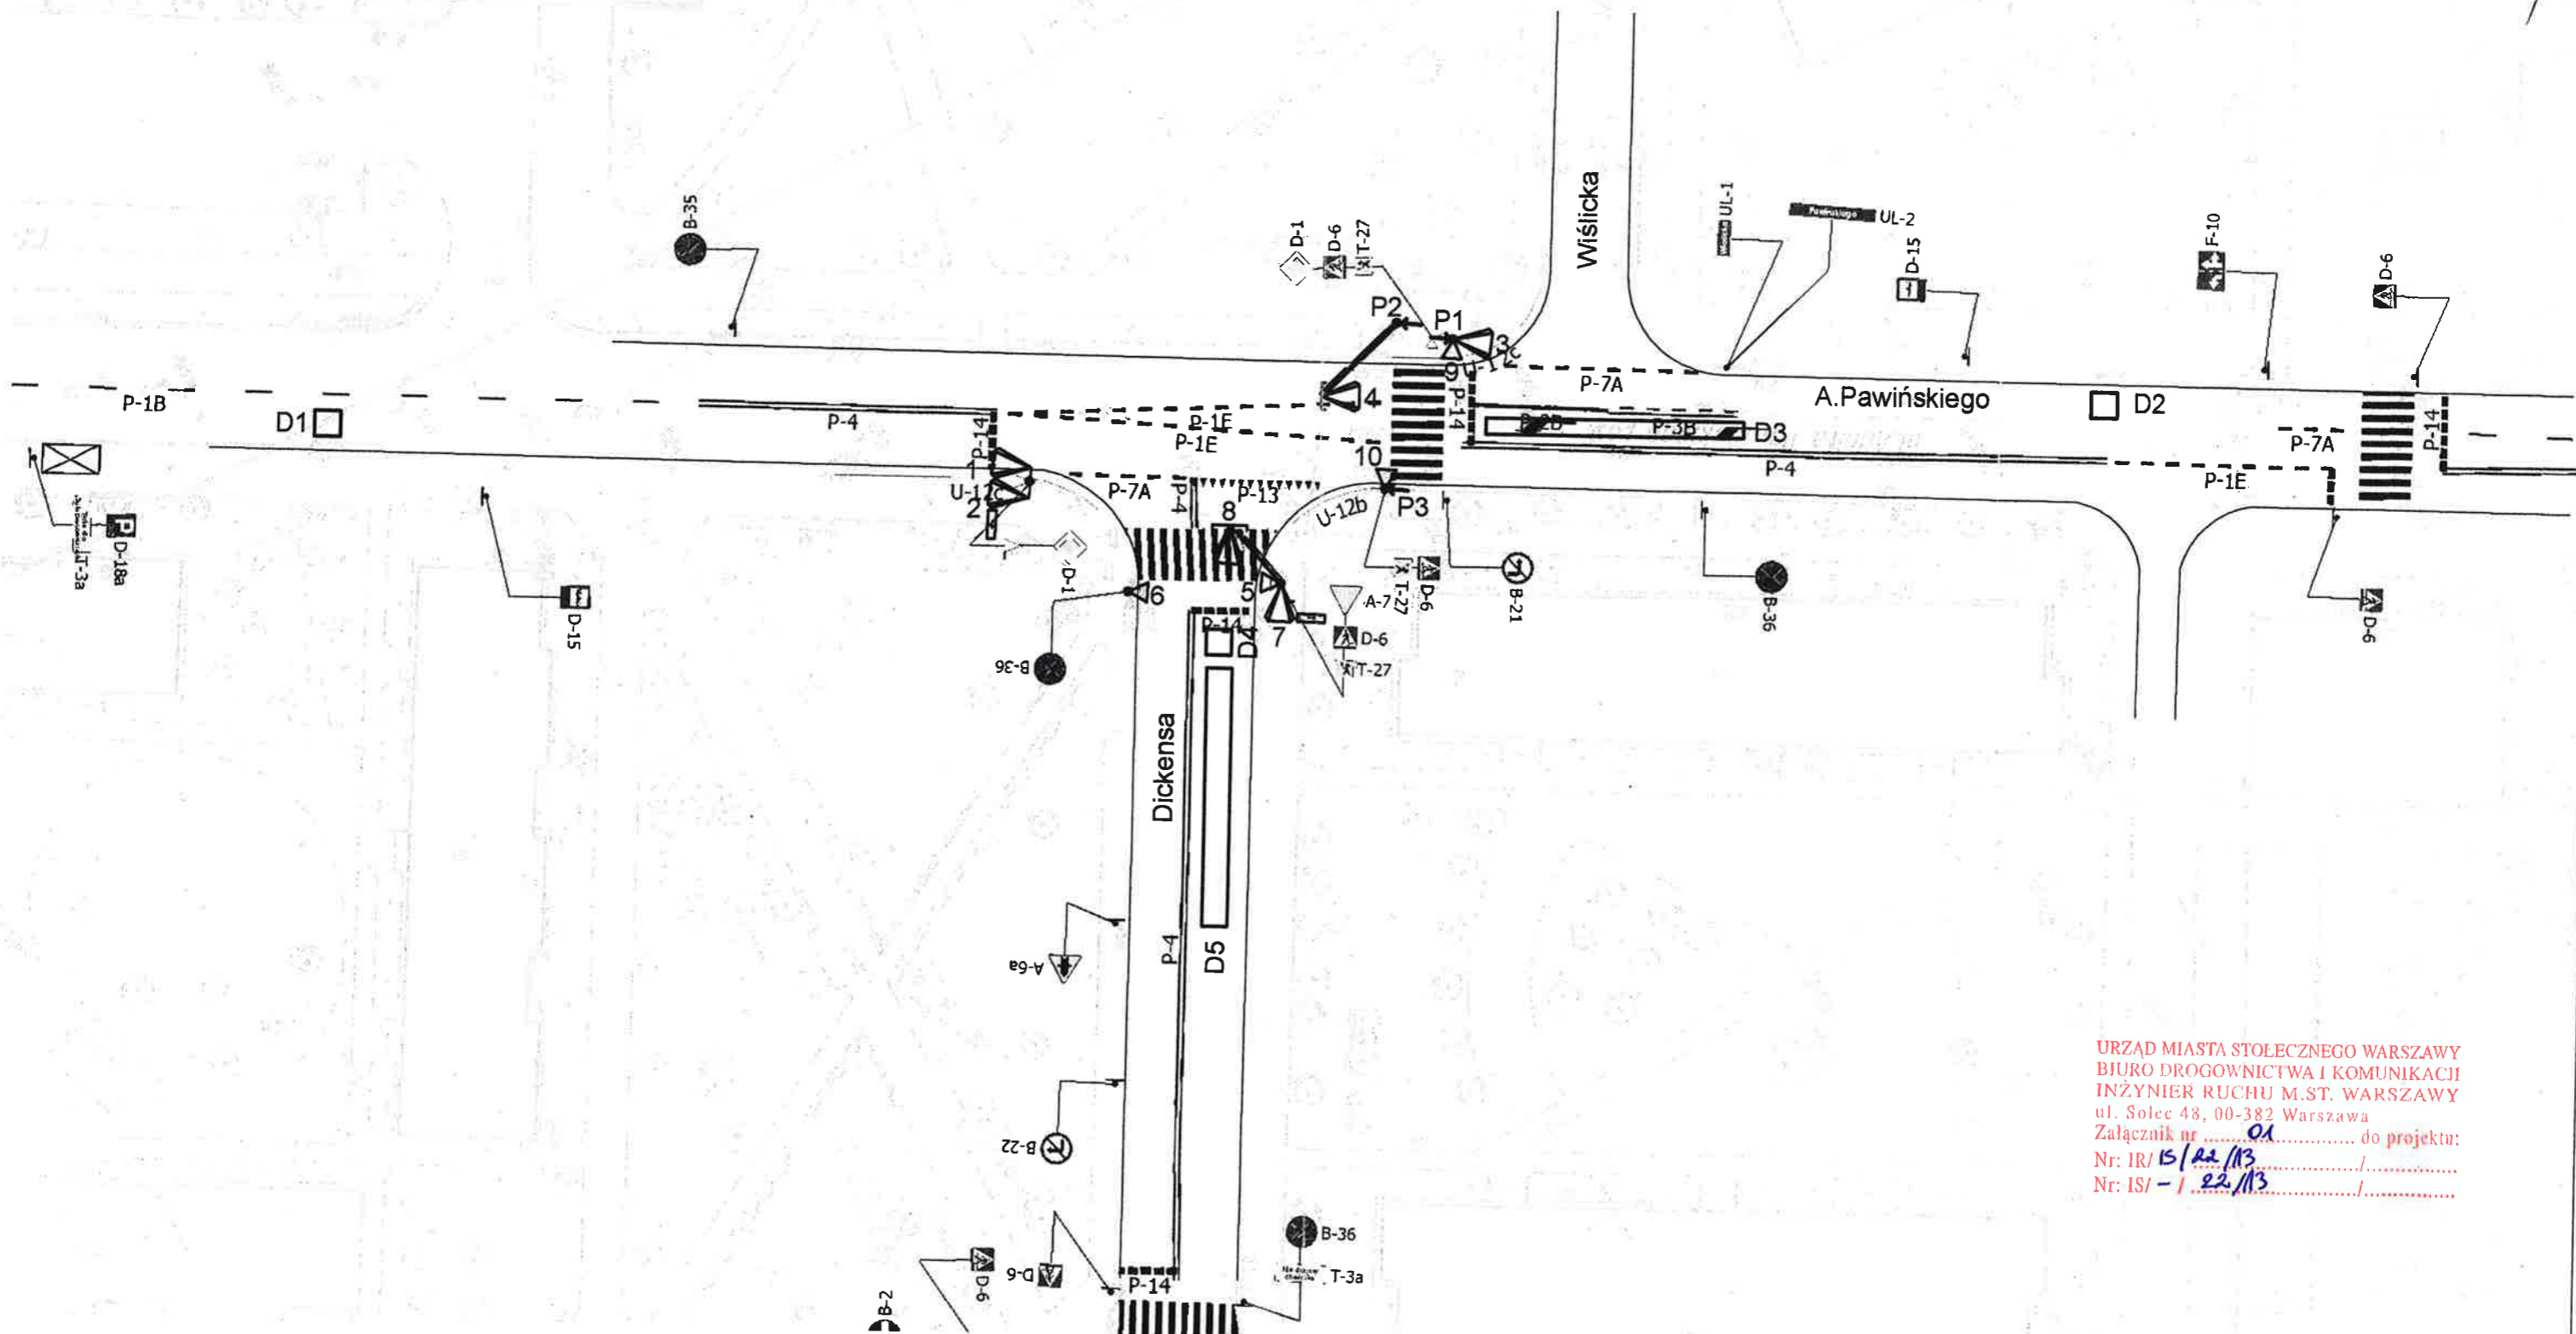 B-35
D-1
D-6
T-27
Wiślicka
UL-1
Pawińskiego
UL-2
D-15
F-10
D-6
P2
P1
3
9
4
P-1B
D1
P-4
P-14
P-1E
P-1E
P-14
P-7A
A.Pawińskiego
D2
P-3B
D3
P-4
P-7A
P-14
P-1E
10
1
U-12c
2
P-7A
P-4
P-13
8
U-12b
P3
D-18a
T-3a
D-15
D-1
6
5
7
P-14
D4
A-7
D-6
T-27
T-27
D-6
B-21
B-36
D-6
B-36
Dickensa
P-4
D5
A-6a
B-22
D-6
D-6
P-14
B-2
B-36
T-3a
URZĄD MIASTA STOŁECZNEGO WARSZAWY
BIURO DROGOWNICTWA I KOMUNIKACJI
INŻYNIER RUCHU M.ST. WARSZAWY
ul. Solec 48, 00-382 Warszawa
Załącznik nr ........01................ do projektu:
Nr: IR/ 15/22/13 ............../..............
Nr: IS/ - / 22/13 ............../..............